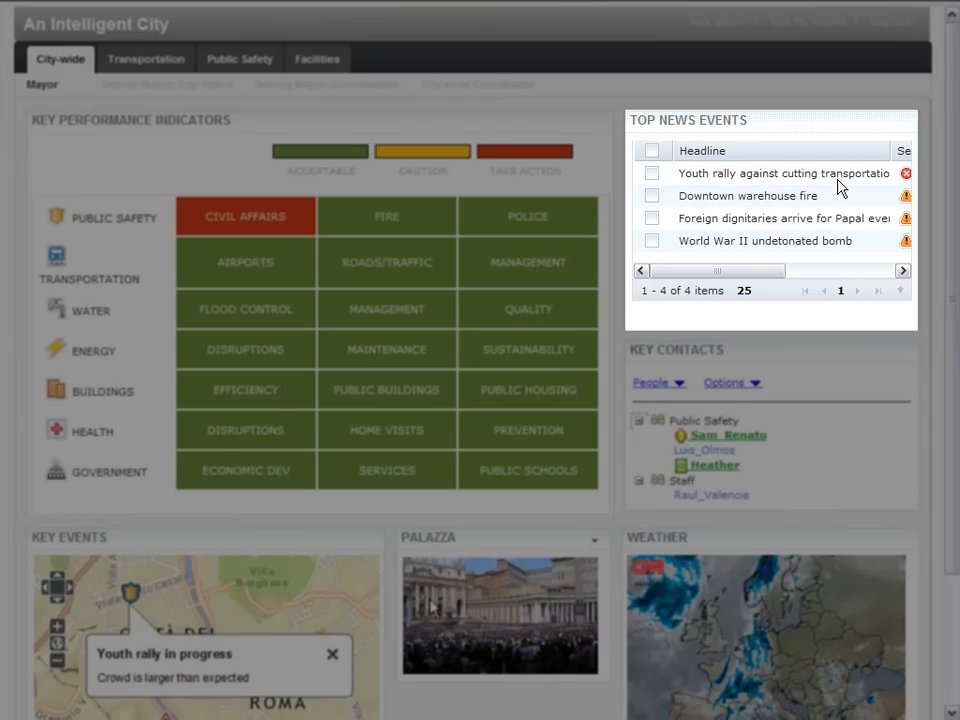 An Intelligent City
City-wide
Transportation
Public Safety
Facilities
Mayor
KEY PERFORMANCE INDICATORS
ACCEPTABLE
CAUTION
TAKE ACTION
PUBLIC SAFETY
CIVIL AFFAIRS
FIRE
POLICE
TRANSPORTATION
AIRPORTS
ROADS/TRAFFIC
MANAGEMENT
WATER
FLOOD CONTROL
MANAGEMENT
QUALITY
ENERGY
DISRUPTIONS
MAINTENANCE
SUSTAINABILITY
BUILDINGS
EFFICIENCY
PUBLIC BUILDINGS
PUBLIC HOUSING
HEALTH
DISRUPTIONS
HOME VISITS
PREVENTION
GOVERNMENT
ECONOMIC DEV
SERVICES
PUBLIC SCHOOLS
TOP NEWS EVENTS
Headline
Se
Youth rally against cutting transportatio
Downtown warehouse fire
Foreign dignitaries arrive for Papal eve
World War II undetonated bomb
1 - 4 of 4 items 25 1
KEY CONTACTS
People
Options
Public Safety
Sam_Renato
Luis_Olmos
Heather
Staff
Raul_Valencie
KEY EVENTS
Villa
Borghese
Youth rally in progress
Crowd is larger than expected
ROMA
PALAZZA
WEATHER
CNN